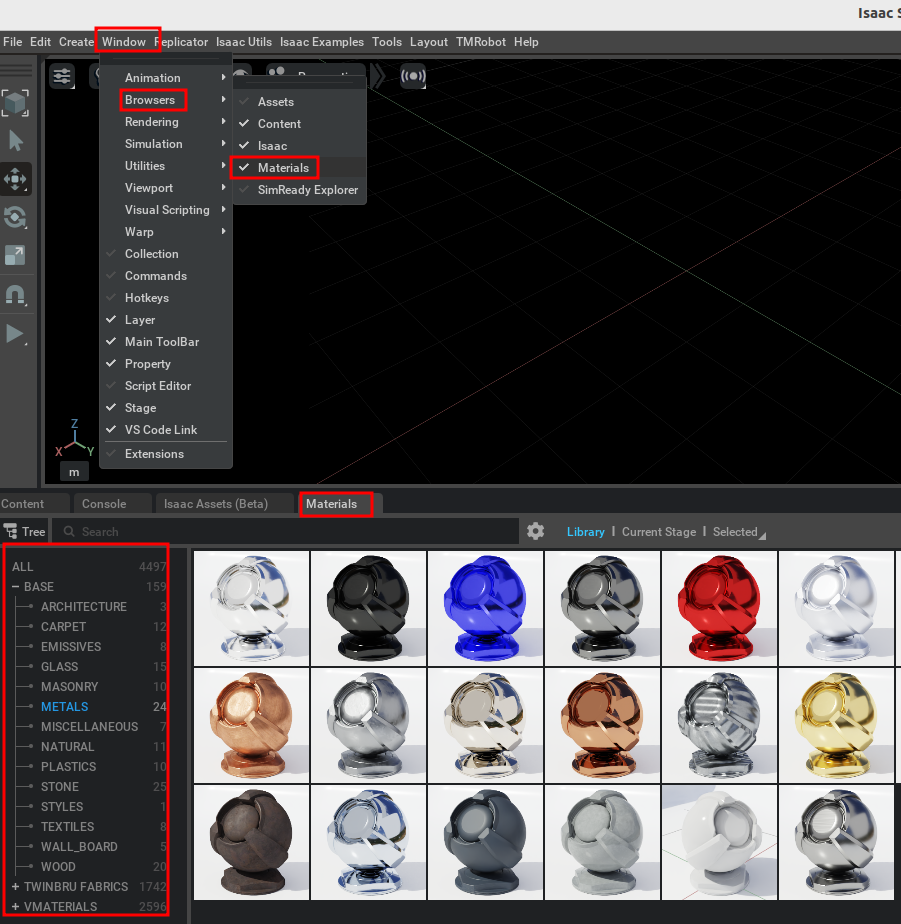 Isaac S
File Edit Create Window Replicator Isaac Utils Isaac Examples Tools Layout TMRobot Help
Animation
Browsers
Rendering
Simulation
Utilities
Viewport
Visual Scripting
Warp
Collection
Commands
Hotkeys
Layer
Main ToolBar
Property
Script Editor
Stage
VS Code Link
Extensions
Assets
Content
Isaac
Materials
SimReady Explorer
Z
X Y
m
Content Console Isaac Assets (Beta) Materials
Tree Search Library Current Stage Selected
ALL 4497
BASE 159
ARCHITECTURE 3
CARPET 2
EMISSIVES 8
GLASS 15
MASONRY 10
METALS 24
MISCELLANEOUS 7
NATURAL 11
PLASTICS 10
STONE 25
STYLES 1
TEXTILES 8
WALL_BOARD 5
WOOD 20
TWINBRU FABRICS 1742
VMATERIALS 2596